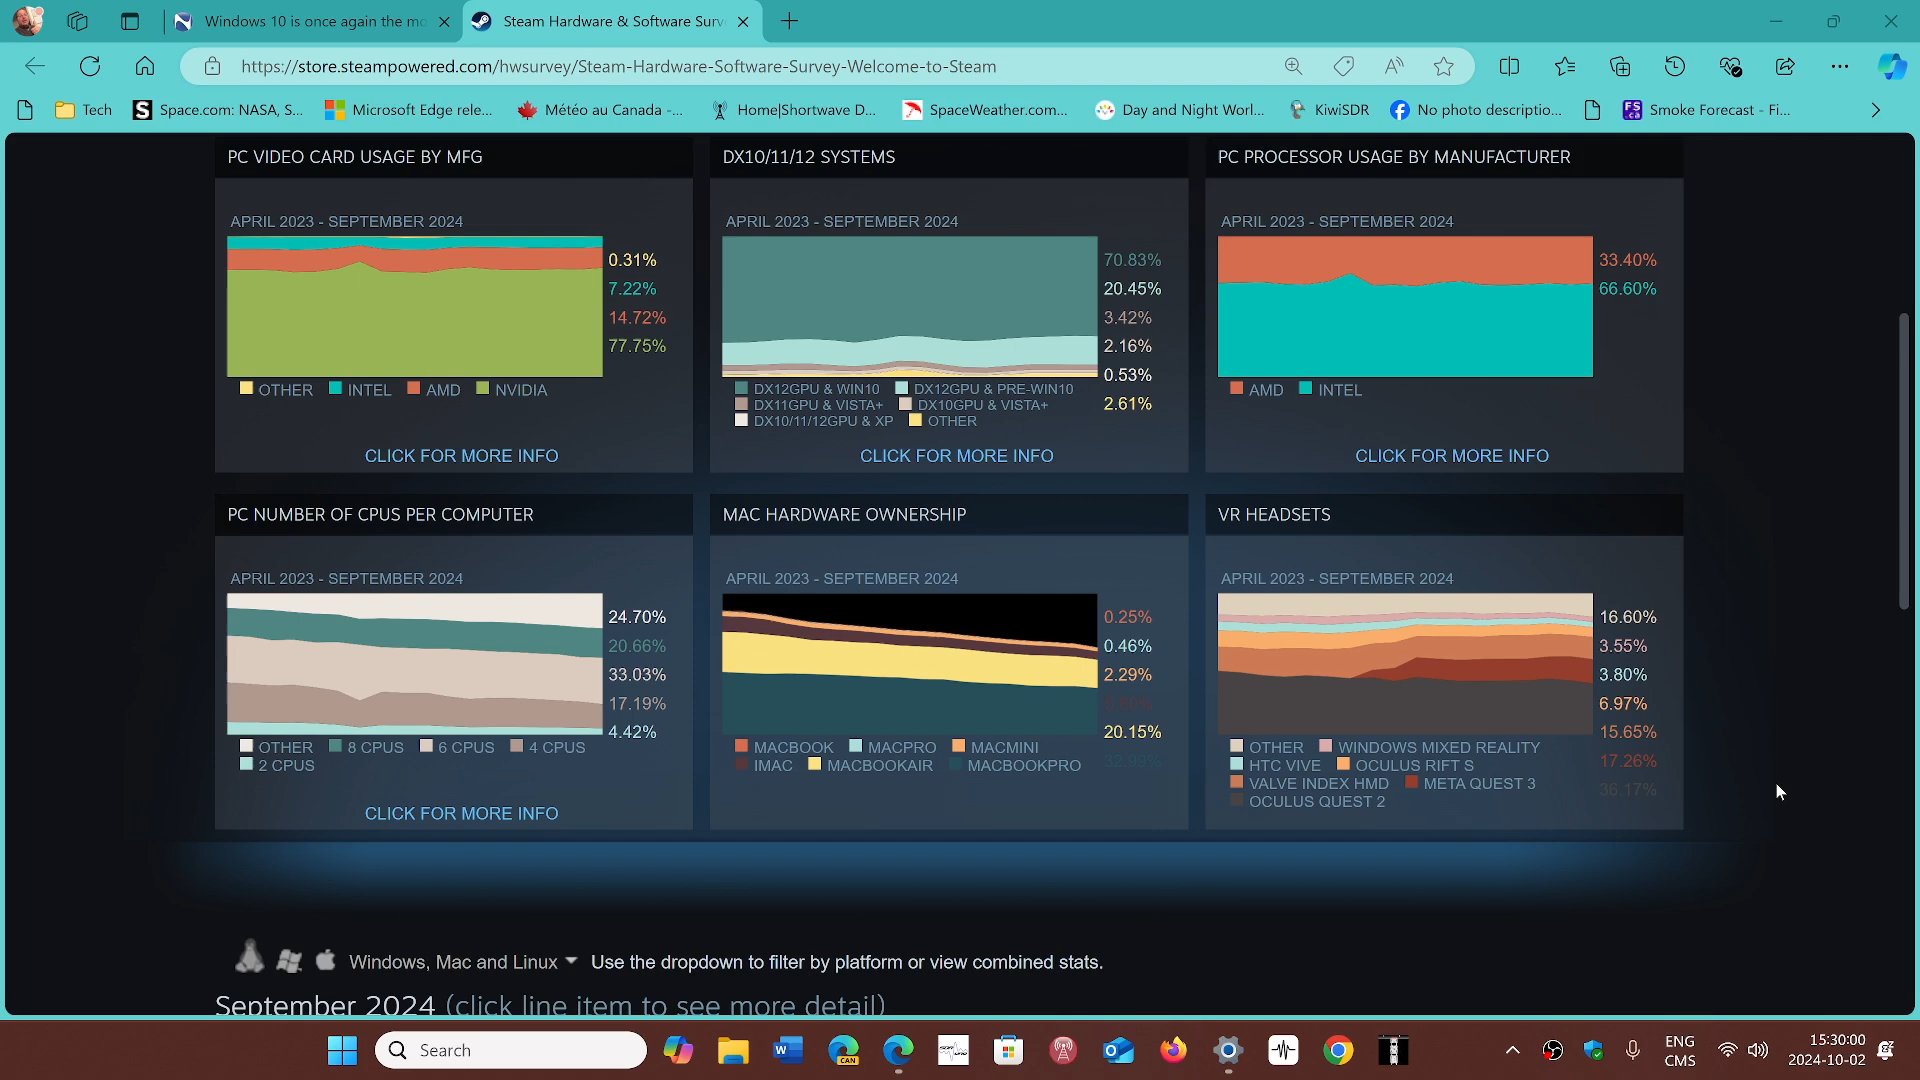 Windows 10 is once again the mo
Steam Hardware & Software Surv
https://store.steampowered.com/hwsurvey/Steam-Hardware-Software-Survey-Welcome-to-Steam
Tech
Space.com: NASA, S...
Microsoft Edge rele...
Météo au Canada -...
Home|Shortwave D...
SpaceWeather.com...
Day and Night Worl...
KiwiSDR
No photo descriptio...
Smoke Forecast - Fi...
PC VIDEO CARD USAGE BY MFG
APRIL 2023 - SEPTEMBER 2024
0.31%
7.22%
14.72%
77.75%
OTHER INTEL AMD NVIDIA
CLICK FOR MORE INFO
DX10/11/12 SYSTEMS
APRIL 2023 - SEPTEMBER 2024
70.83%
20.45%
3.42%
2.16%
0.53%
2.61%
DX12GPU & WIN10 DX12GPU & PRE-WIN10
DX11GPU & VISTA+ DX10GPU & VISTA+
DX10/11/12GPU & XP OTHER
CLICK FOR MORE INFO
PC PROCESSOR USAGE BY MANUFACTURER
APRIL 2023 - SEPTEMBER 2024
33.40%
66.60%
AMD INTEL
CLICK FOR MORE INFO
PC NUMBER OF CPUS PER COMPUTER
APRIL 2023 - SEPTEMBER 2024
24.70%
20.66%
33.03%
17.19%
4.42%
OTHER 8 CPUS 6 CPUS 4 CPUS
2 CPUS
CLICK FOR MORE INFO
MAC HARDWARE OWNERSHIP
APRIL 2023 - SEPTEMBER 2024
0.25%
0.46%
2.29%
20.15%
32.99%
MACBOOK MACPRO MACMINI
IMAC MACBOOKAIR MACBOOKPRO
VR HEADSETS
APRIL 2023 - SEPTEMBER 2024
16.60%
3.55%
3.80%
6.97%
15.65%
17.26%
36.17%
OTHER WINDOWS MIXED REALITY
HTC VIVE OCULUS RIFT S
VALVE INDEX HMD META QUEST 3
OCULUS QUEST 2
Windows, Mac and Linux Use the dropdown to filter by platform or view combined stats.
September 2024 (click line item to see more detail)
Search
CAN
ENG
CMS
15:30:00
2024-10-02